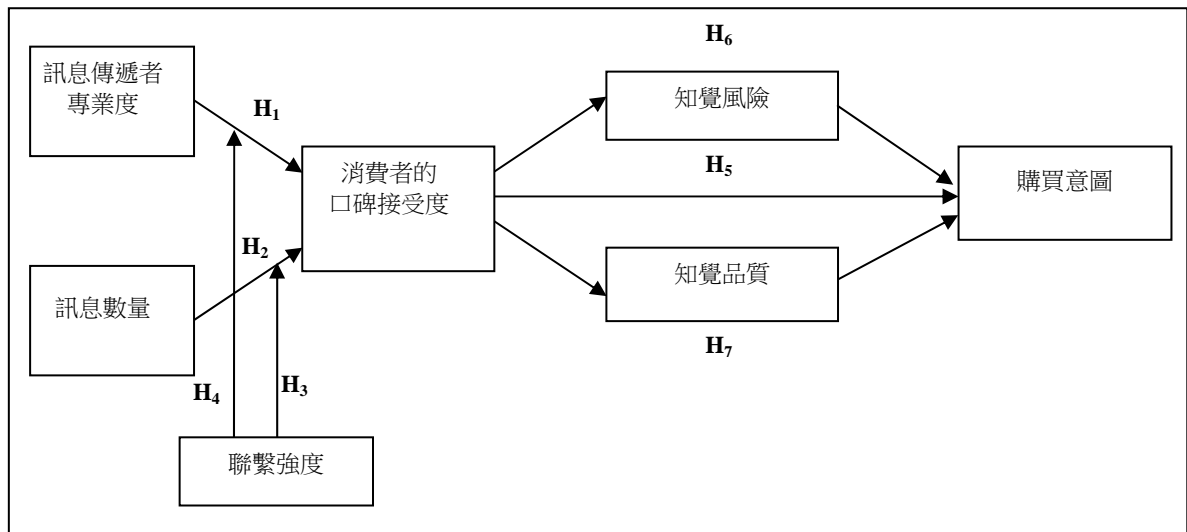 H₆
訊息傳遞者
專業度
知覺風險
H₁
消費者的
口碑接受度
H₅
購買意圖
H₂
訊息數量
知覺品質
H₇
H₄
H₃
聯繫強度